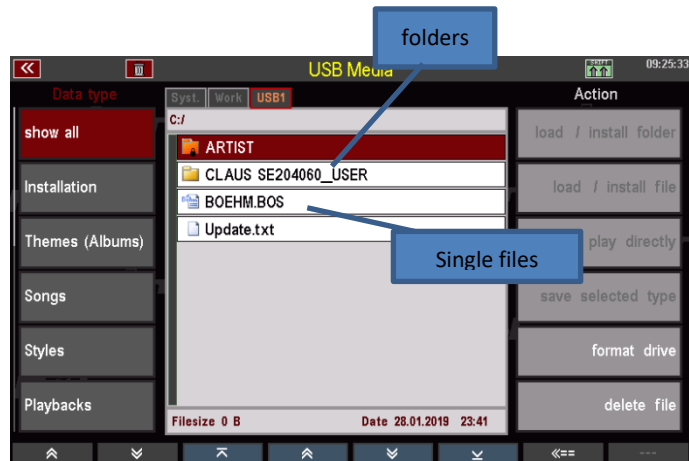 folders
USB Media
SHIFT
09:25:33
Data type
Syst. Work USB1
Action
C:/
show all
Installation
Themes (Albums)
Songs
Styles
Playbacks
ARTIST
CLAUS SE204060_USER
BOEHM.BOS
Update.txt
Single files
Filesize 0 B Date 28.01.2019 23:41
load / install folder
load / install file
play directly
save selected type
format drive
delete file
«== ---